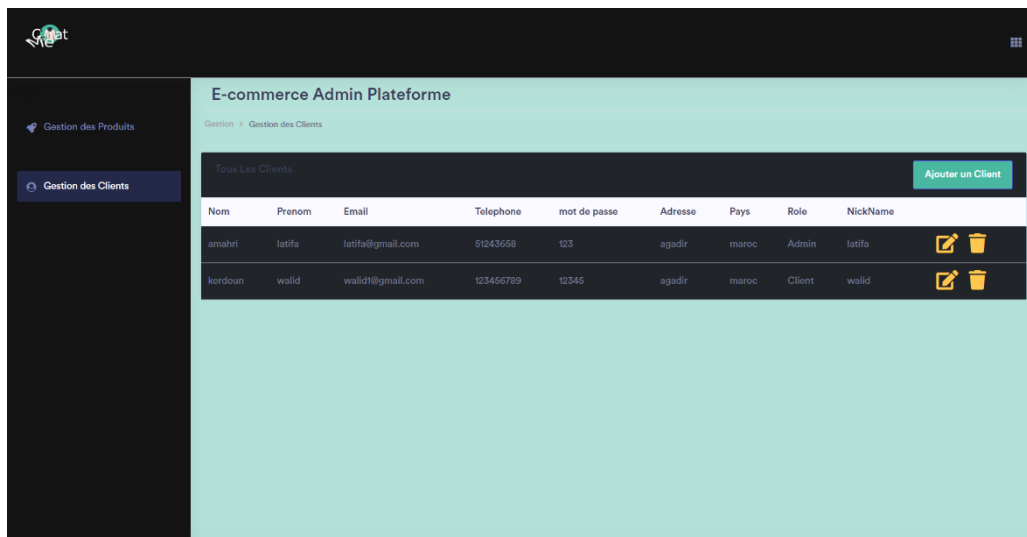 Chat
Me
E-commerce Admin Plateforme
Gestion des Produits
Gestion > Gestion des Clients
Tous Les Clients
Ajouter un Client
Gestion des Clients
Nom Prenom Email Telephone mot de passe Adresse Pays Role NickName
amahri latifa latifa@gmail.com 51243658 123 agadir maroc Admin latifa
kerdoun walid walid1@gmail.com 123456789 12345 agadir maroc Client walid